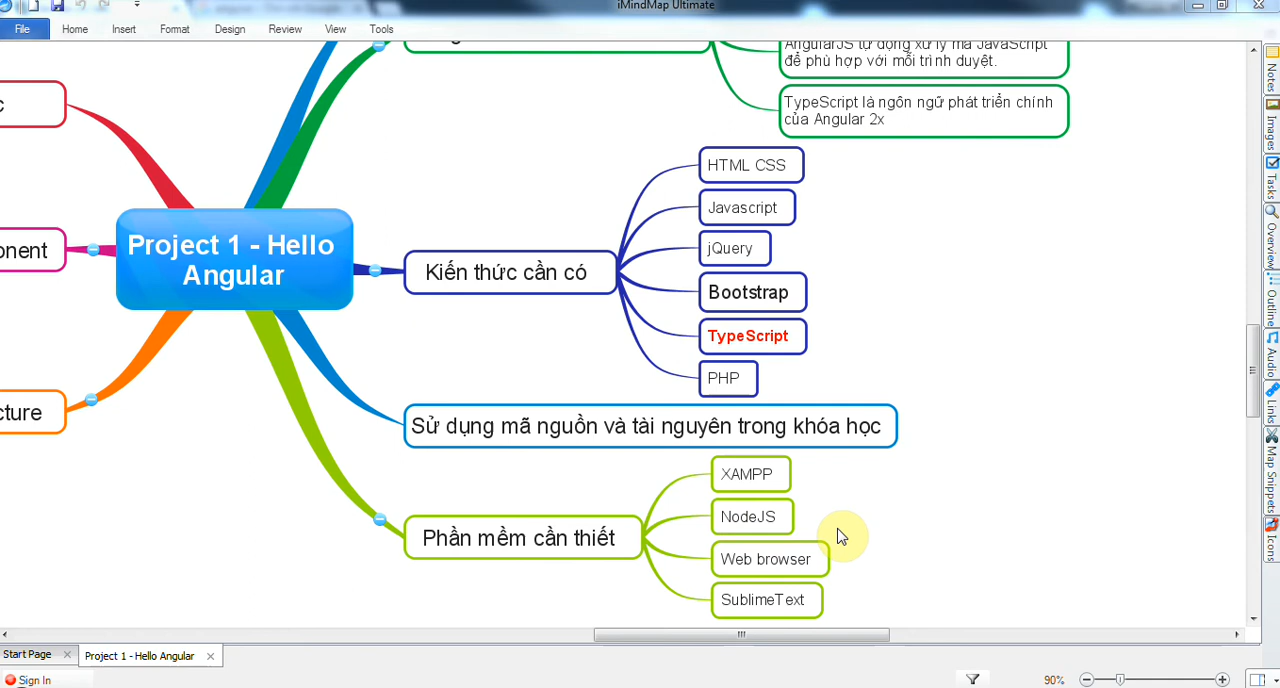 iMindMap Ultimate
File Home Insert Format Design Review View Tools
AngularJS tự động xử lý mã JavaScript
để phù hợp với mỗi trình duyệt.
TypeScript là ngôn ngữ phát triển chính
của Angular 2x
c
HTML CSS
Javascript
Project 1 - Hello
Angular
onent
jQuery
Kiến thức cần có
Bootstrap
TypeScript
PHP
cture
Sử dụng mã nguồn và tài nguyên trong khóa học
XAMPP
NodeJS
Phần mềm cần thiết
Web browser
SublimeText
Notes
Images
Tasks
Overview
Outline
Audio
Links
Map Snippets
Icons
Start Page
Project 1 - Hello Angular
Sign In
90%